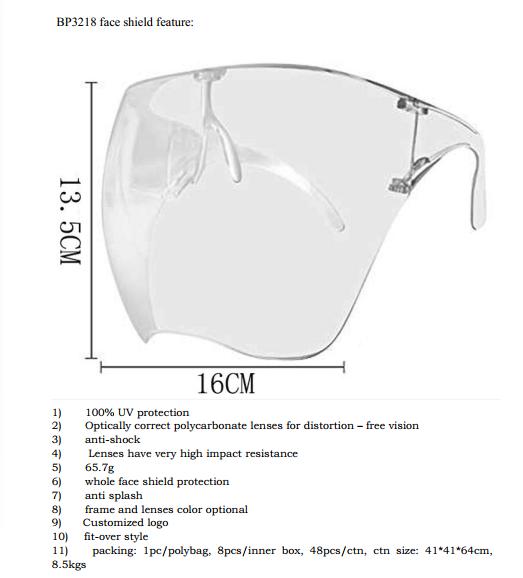 BP3218 face shield feature:
13.5CM
16CM
1) 100% UV protection
2) Optically correct polycarbonate lenses for distortion – free vision
3) anti-shock
4) Lenses have very high impact resistance
5) 65.7g
6) whole face shield protection
7) anti splash
8) frame and lenses color optional
9) Customized logo
10) fit-over style
11) packing: 1pc/polybag, 8pcs/inner box, 48pcs/ctn, ctn size: 41*41*64cm,
8.5kgs